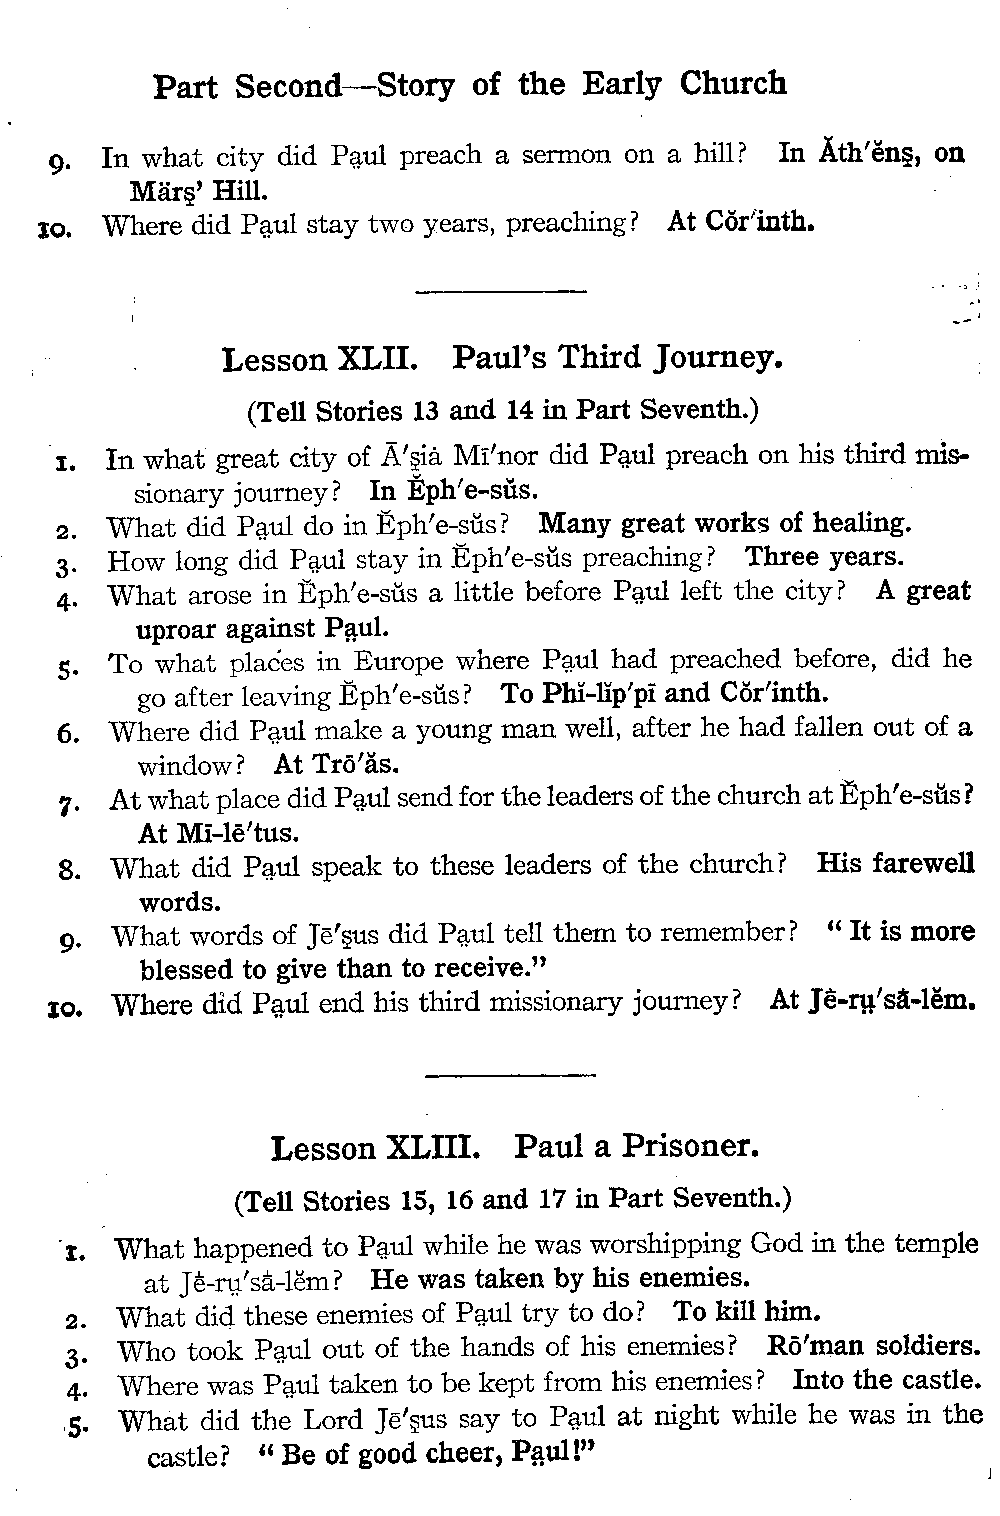 Part Second—Story of the Early Church
9. In what city did Pa̤ul preach a sermon on a hill? In Ăth′ĕnş, on
Märş’ Hill.
10. Where did Pa̤ul stay two years, preaching? At Cŏr′inth.
Lesson XLII. Paul’s Third Journey.
(Tell Stories 13 and 14 in Part Seventh.)
1. In what great city of Ā′şiȧ Mī′nor did Pa̤ul preach on his third mis-
sionary journey? In Ĕph′e-sŭs.
2. What did Pa̤ul do in Ĕph′e-sŭs? Many great works of healing.
3. How long did Pa̤ul stay in Ĕph′e-sŭs preaching? Three years.
4. What arose in Ĕph′e-sŭs a little before Pa̤ul left the city? A great
uproar against Pa̤ul.
5. To what places in Europe where Pa̤ul had preached before, did he
go after leaving Ĕph′e-sŭs? To Phĭ-lĭp′pī and Cŏr′inth.
6. Where did Pa̤ul make a young man well, after he had fallen out of a
window? At Trō′ăs.
7. At what place did Pa̤ul send for the leaders of the church at Ĕph′e-sŭs?
At Mī-lē′tus.
8. What did Pa̤ul speak to these leaders of the church? His farewell
words.
9. What words of Jē′şus did Pa̤ul tell them to remember? “It is more
blessed to give than to receive.”
10. Where did Pa̤ul end his third missionary journey? At Jê-rṳ′sȧ-lĕm.
Lesson XLIII. Paul a Prisoner.
(Tell Stories 15, 16 and 17 in Part Seventh.)
1. What happened to Pa̤ul while he was worshipping God in the temple
at Jê-rṳ′sȧ-lĕm? He was taken by his enemies.
2. What did these enemies of Pa̤ul try to do? To kill him.
3. Who took Pa̤ul out of the hands of his enemies? Rō′man soldiers.
4. Where was Pa̤ul taken to be kept from his enemies? Into the castle.
5. What did the Lord Jē′şus say to Pa̤ul at night while he was in the
castle? “Be of good cheer, Pa̤ul!”